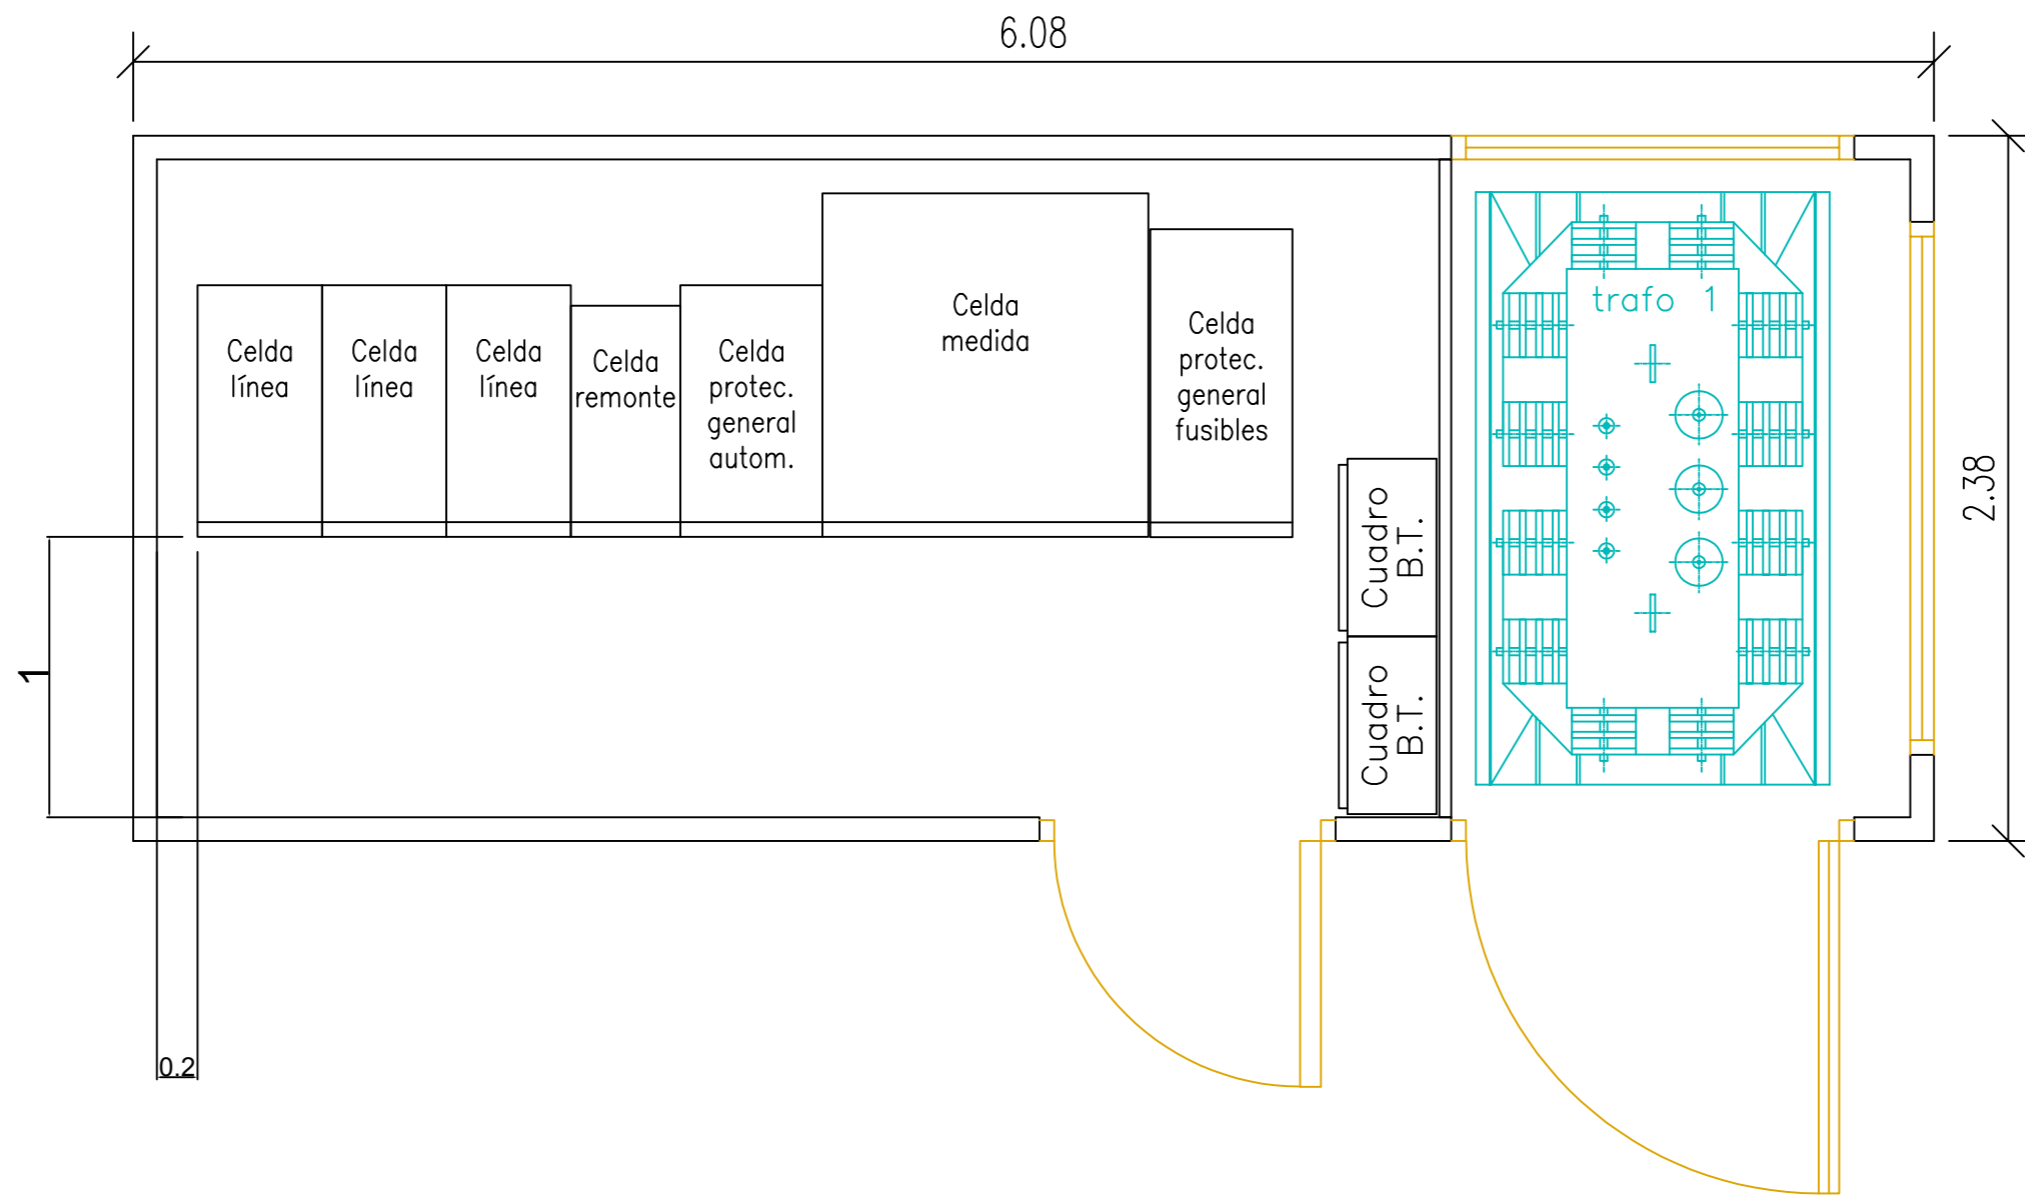 6.08
Celda
línea
Celda
línea
Celda
línea
Celda
remonte
Celda
protec.
general
autom.
Celda
medida
Celda
protec.
general
fusibles
trafo 1
Cuadro
B.T.
Cuadro
B.T.
2.38
1
0.2